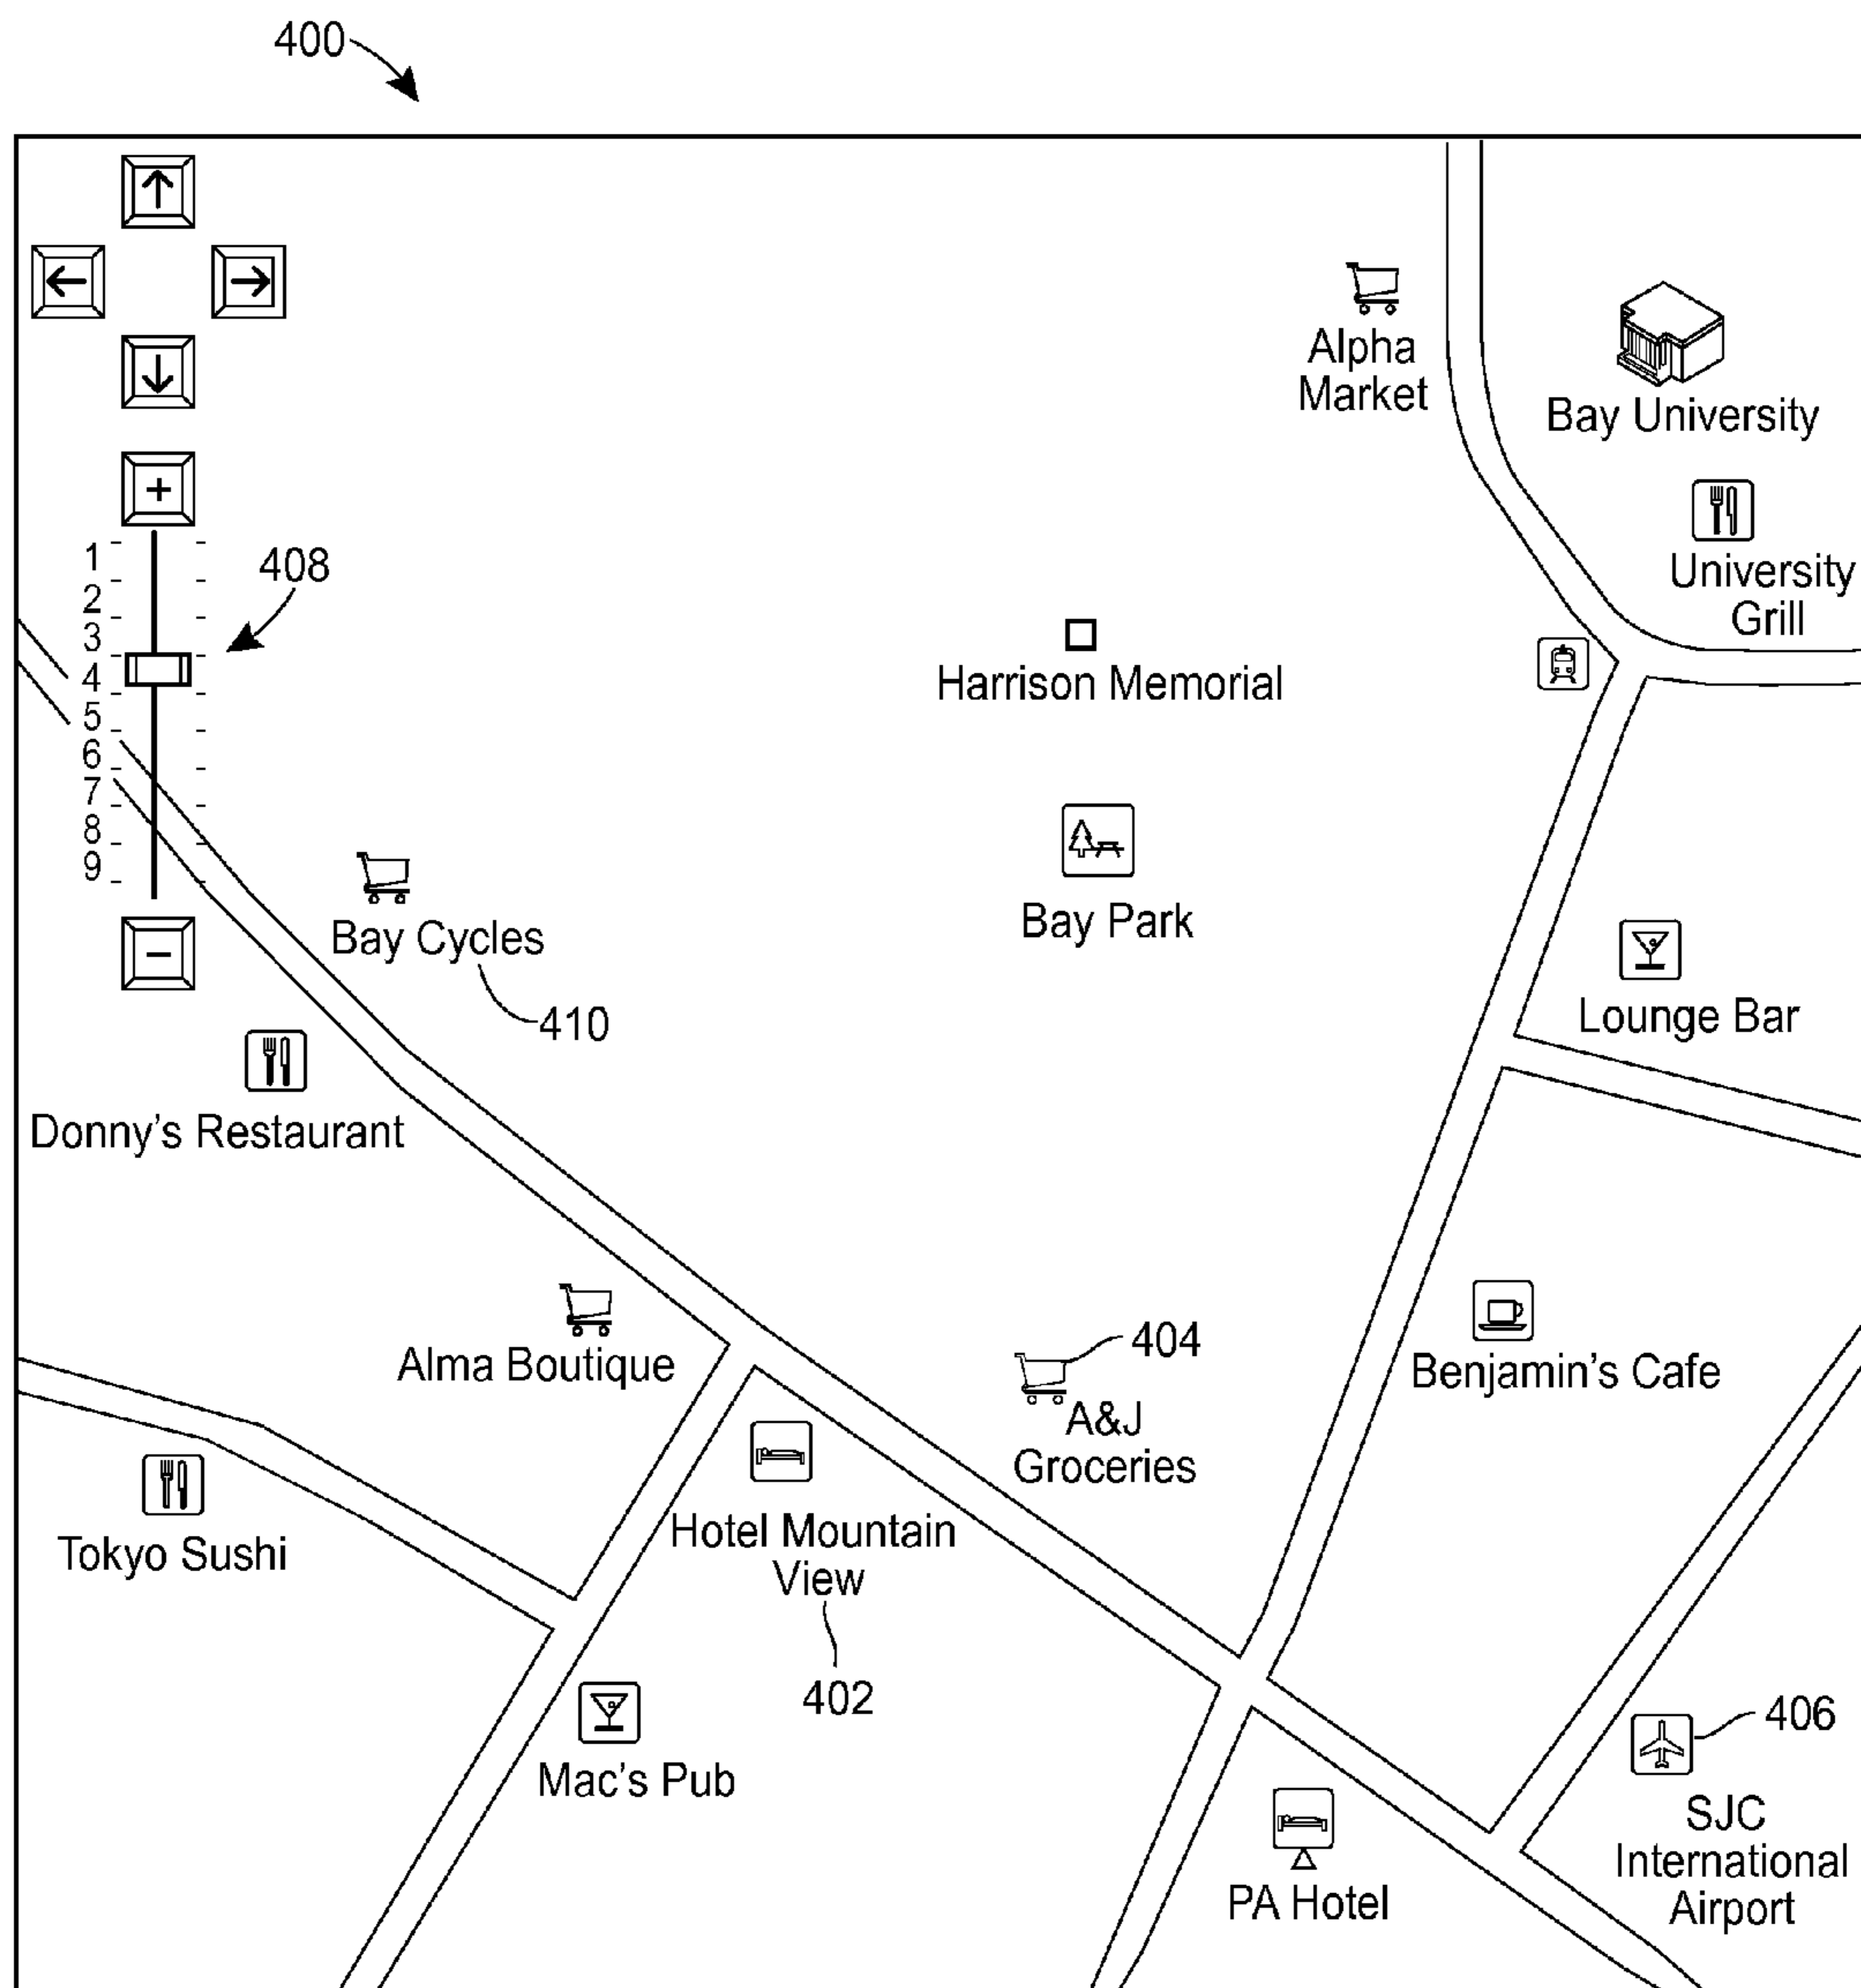 400
+
1
2
3
4
5
6
7
8
9
−
408
Alpha
Market
Bay University
University
Grill
Harrison Memorial
Bay Park
Bay Cycles
410
Lounge Bar
Donny's Restaurant
Alma Boutique
404
A&J
Groceries
Benjamin's Cafe
Tokyo Sushi
Hotel Mountain
View
402
Mac's Pub
406
SJC
International
Airport
PA Hotel